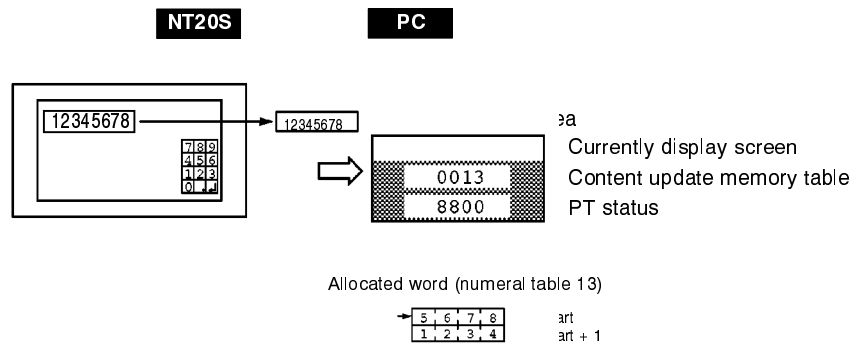 NT20S PC
12345678 12345678
ea
Currently display screen
7 8 9
4 5 6
1 2 3
0 . ↵
0013 Content update memory table
8800 PT status
Allocated word (numeral table 13)
5 6 7 8 art
1 2 3 4 art + 1